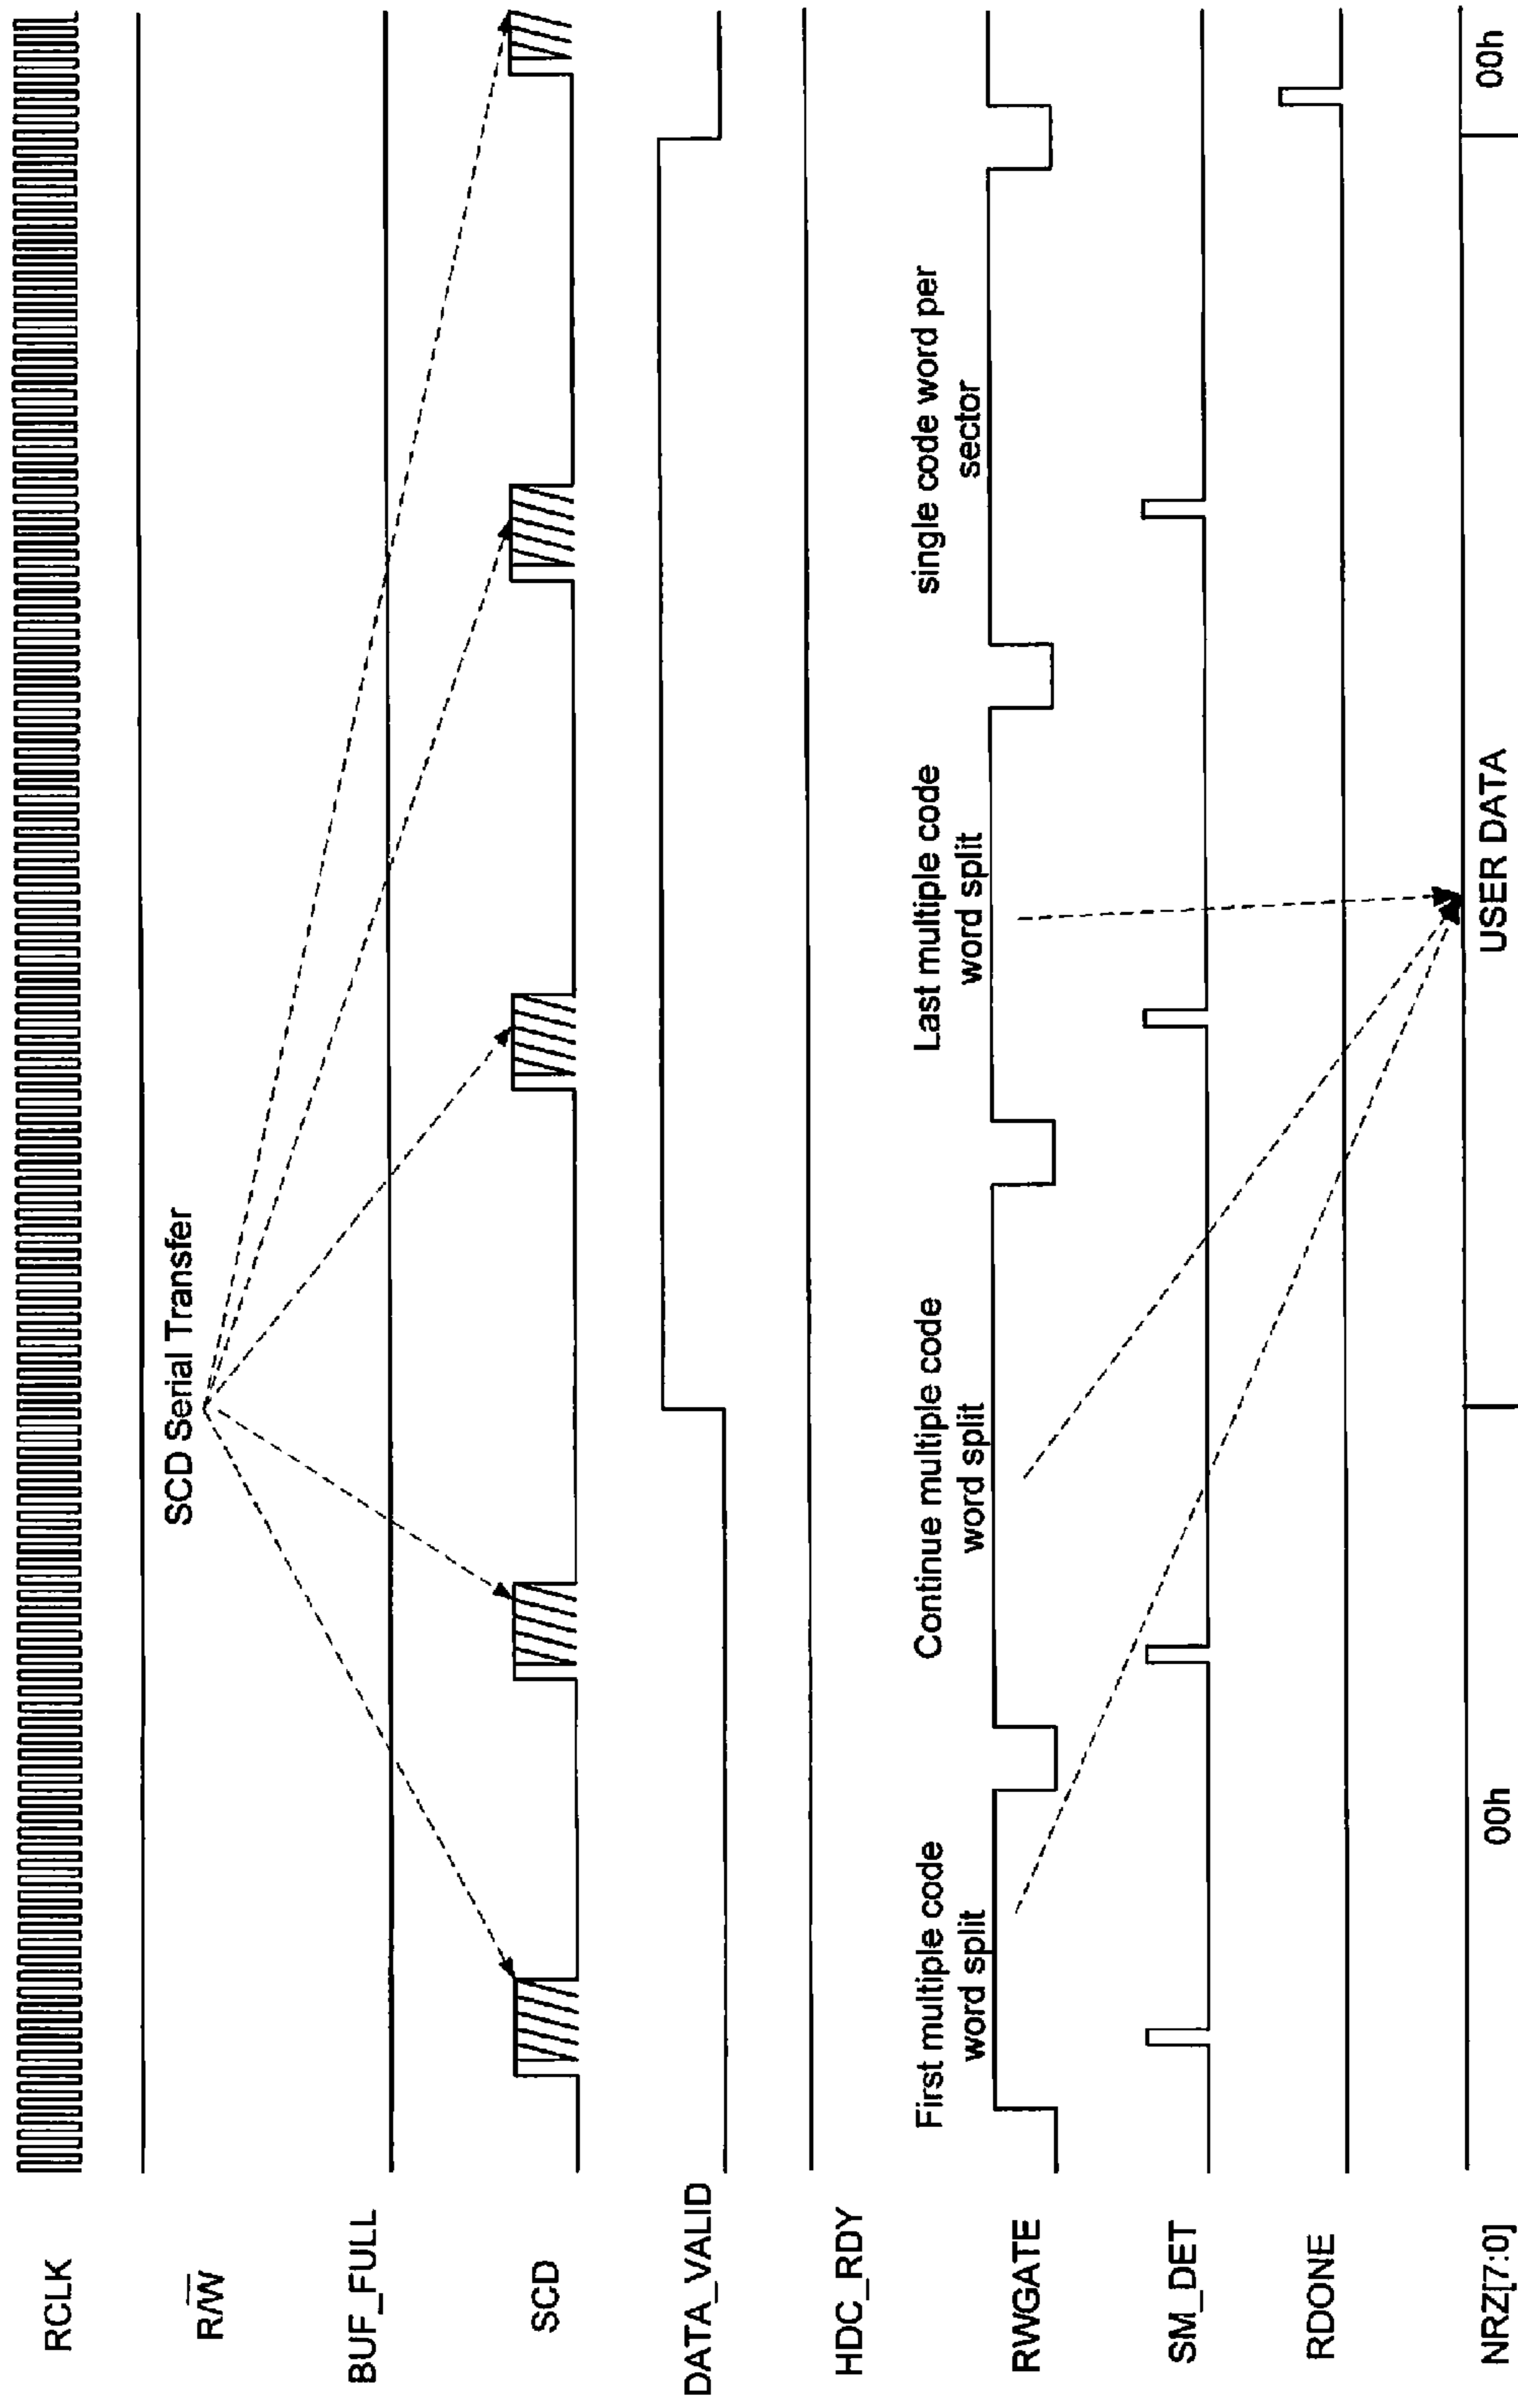 RCLK
R/W
SCD Serial Transfer
BUF_FULL
SCD
DATA_VALID
HDC_RDY
First multiple code
word split
Continue multiple code
word split
Last multiple code
word split
single code word per
sector
RWGATE
SM_DET
RDONE
NRZ[7:0]
00h
USER DATA
00h